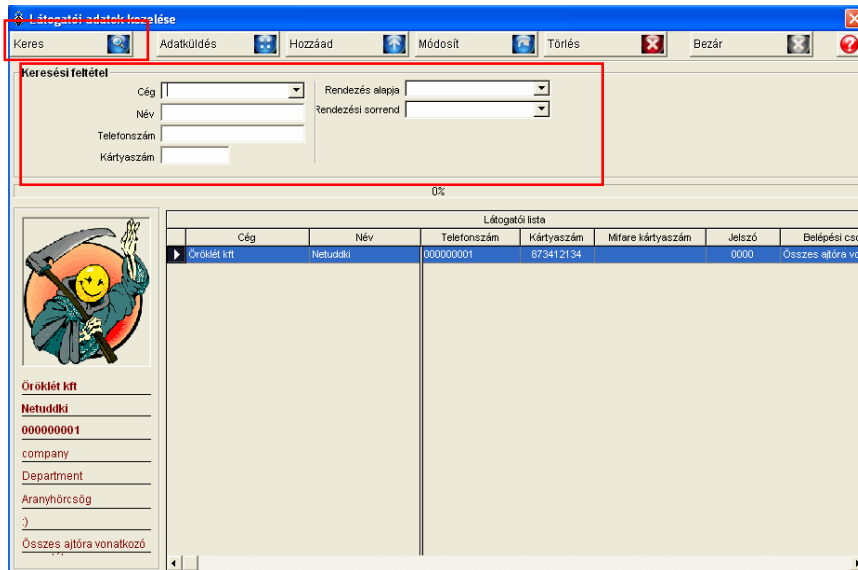 Látogatói adatok kezelése
Keres Adatküldés Hozzáad Módosít Törlés Bezár ?
Keresési feltétel
Cég Rendezés alapja
Név Rendezési sorrend
Telefonszám
Kártyaszám
0%
Látogatói lista
Cég Név Telefonszám Kártyaszám Mifare kártyaszám Jelszó Belépési cso
Öröklét kft Netuddki 000000001 873412134 0000 Összes ajtóra vo
Öröklét kft
Netuddki
000000001
company
Department
Aranyhörcsög
:)
Összes ajtóra vonatkozó